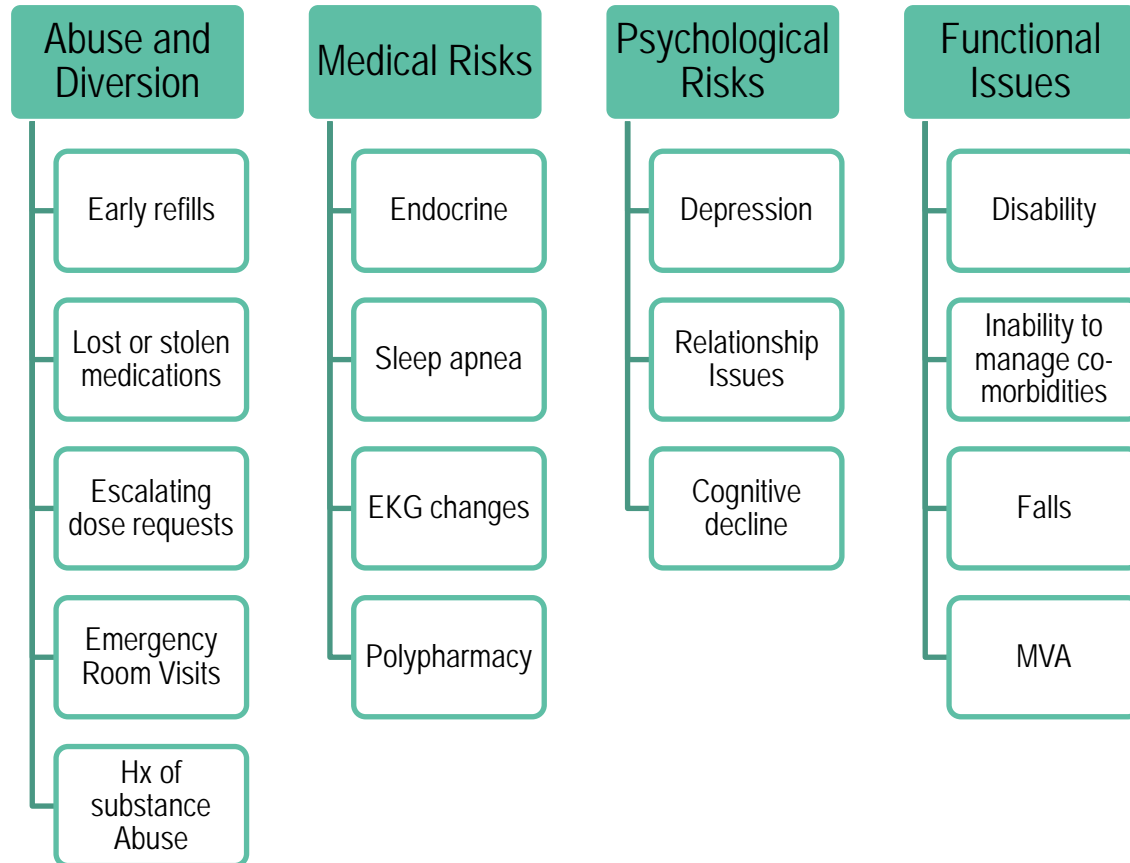 Abuse and
Diversion
Early refills
Lost or stolen
medications
Escalating
dose requests
Emergency
Room Visits
Hx of
substance
Abuse
Medical Risks
Endocrine
Sleep apnea
EKG changes
Polypharmacy
Psychological
Risks
Depression
Relationship
Issues
Cognitive
decline
Functional
Issues
Disability
Inability to
manage co-
morbidities
Falls
MVA